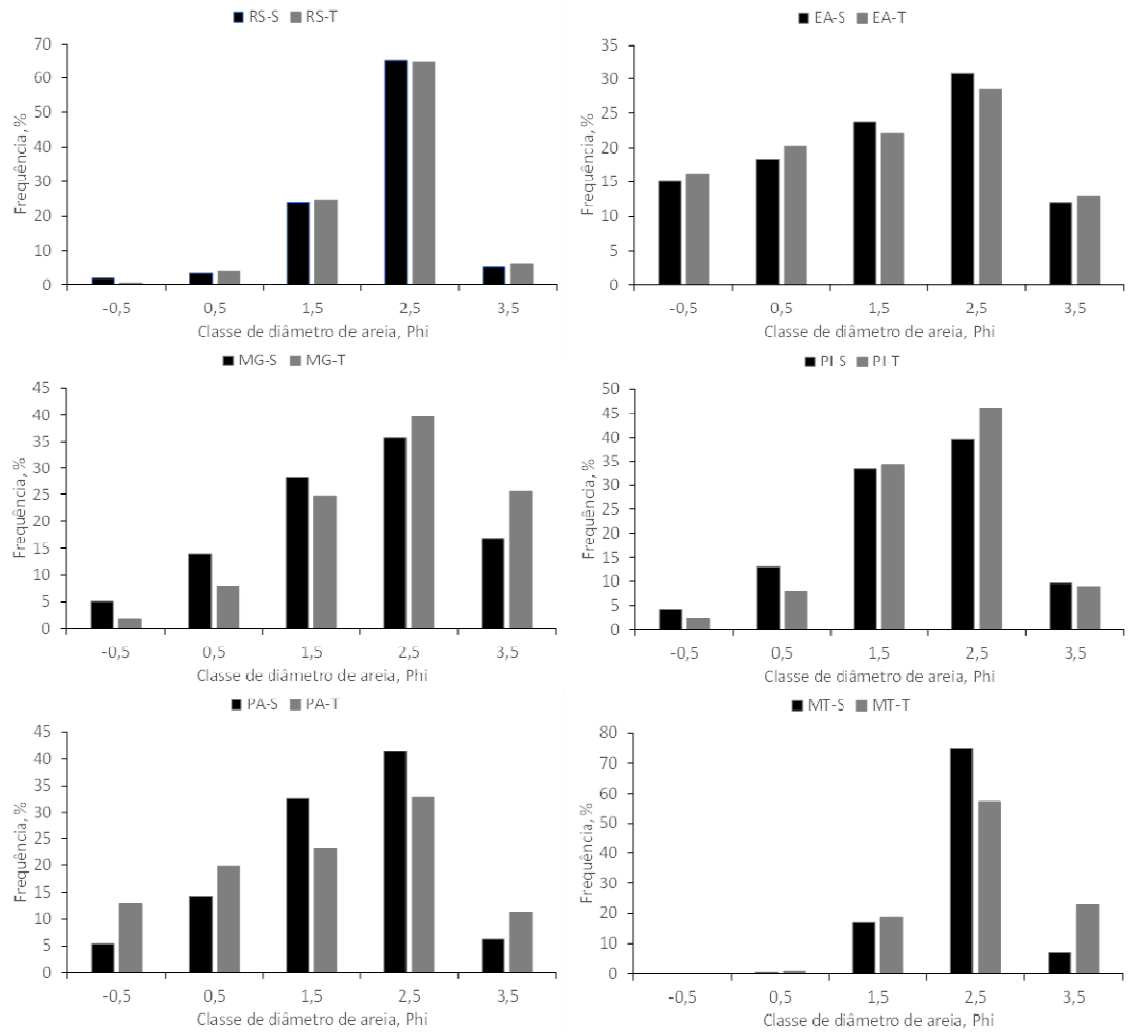 RS-S RS-T
70
60
50
40
30
20
10
0
Frequência, %
-0,5 0,5 1,5 2,5 3,5
Classe de diâmetro de areia, Phi
EA-S EA-T
35
30
25
20
15
10
5
0
Frequência, %
-0,5 0,5 1,5 2,5 3,5
Classe de diâmetro de areia, Phi
MG-S MG-T
45
40
35
30
25
20
15
10
5
0
Frequência, %
-0,5 0,5 1,5 2,5 3,5
Classe de diâmetro de areia, Phi
PI-S PI-T
50
45
40
35
30
25
20
15
10
5
0
Frequência, %
-0,5 0,5 1,5 2,5 3,5
Classe de diâmetro de areia, Phi
PA-S PA-T
45
40
35
30
25
20
15
10
5
0
Frequência, %
-0,5 0,5 1,5 2,5 3,5
Classe de diâmetro de areia, Phi
MT-S MT-T
80
70
60
50
40
30
20
10
0
Frequência, %
-0,5 0,5 1,5 2,5 3,5
Classe de diâmetro de areia, Phi